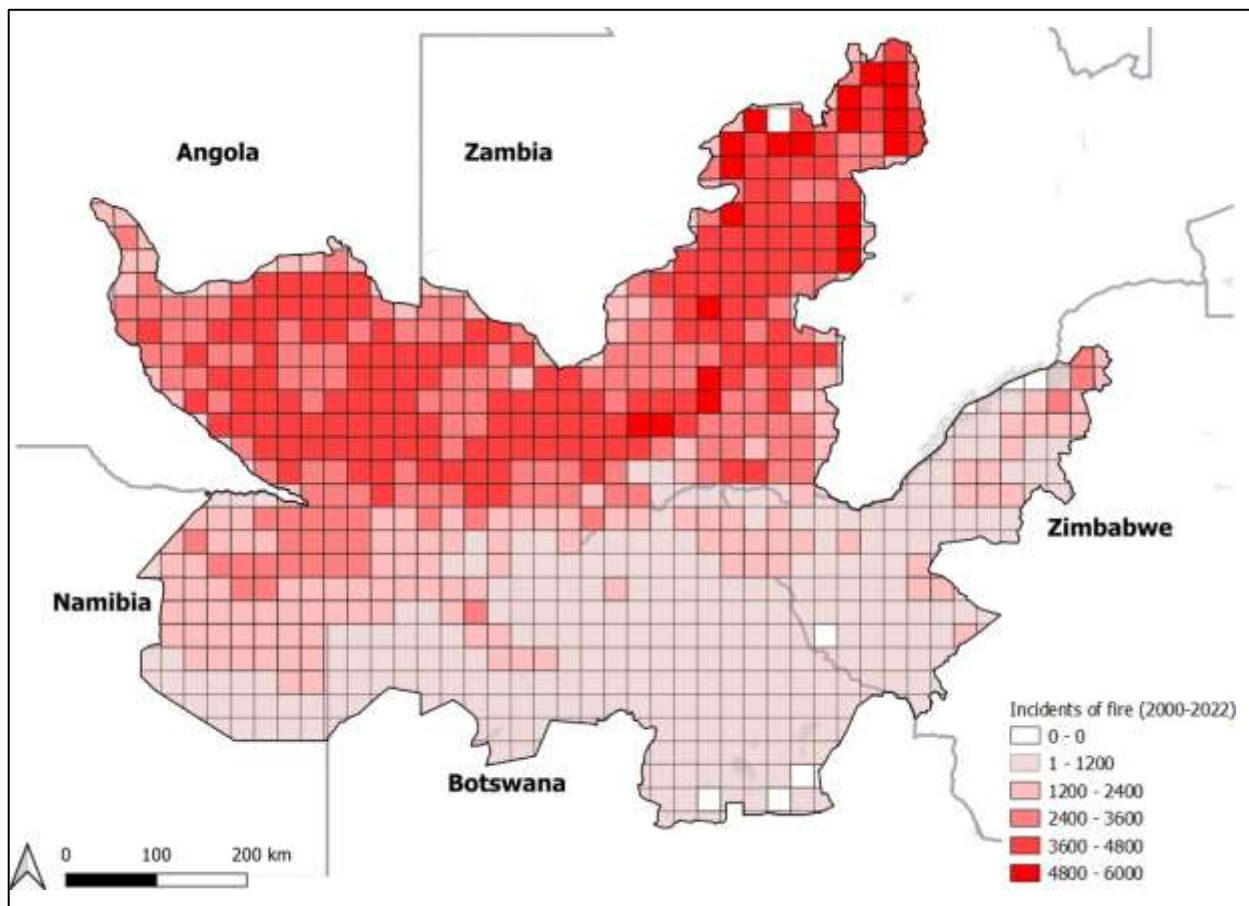 Angola
Zambia
Zimbabwe
Namibia
Botswana
Incidents of fire (2000-2022)
0 - 0
1 - 1200
1200 - 2400
2400 - 3600
3600 - 4800
4800 - 6000
0 100 200 km